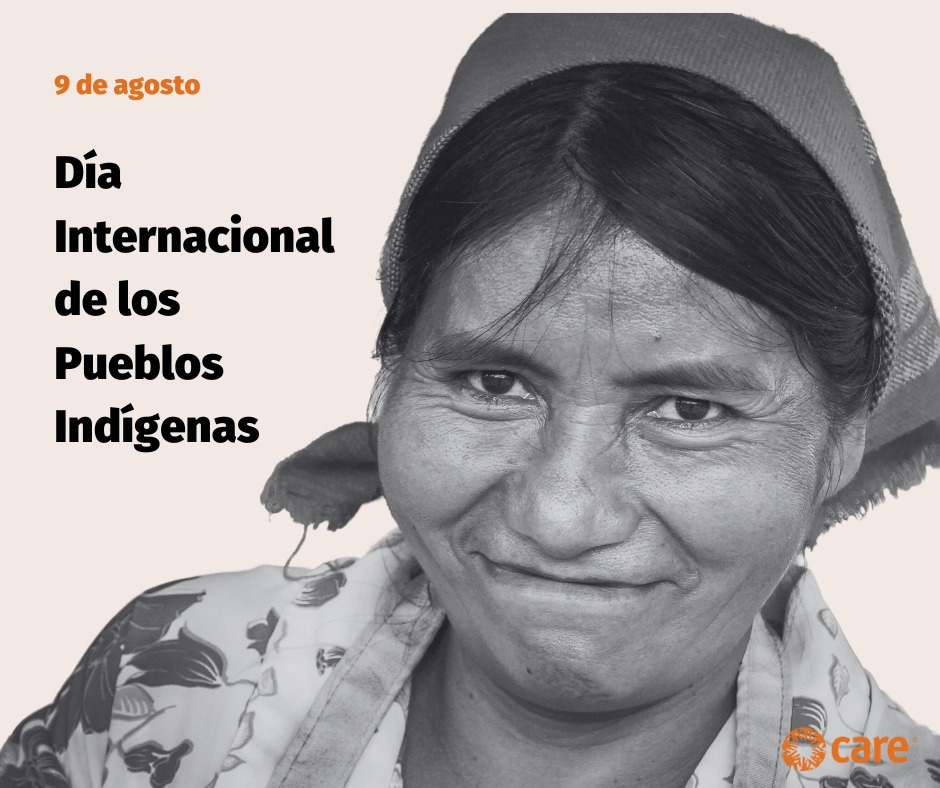 9 de agosto
Día
Internacional
de los
Pueblos
Indígenas
care